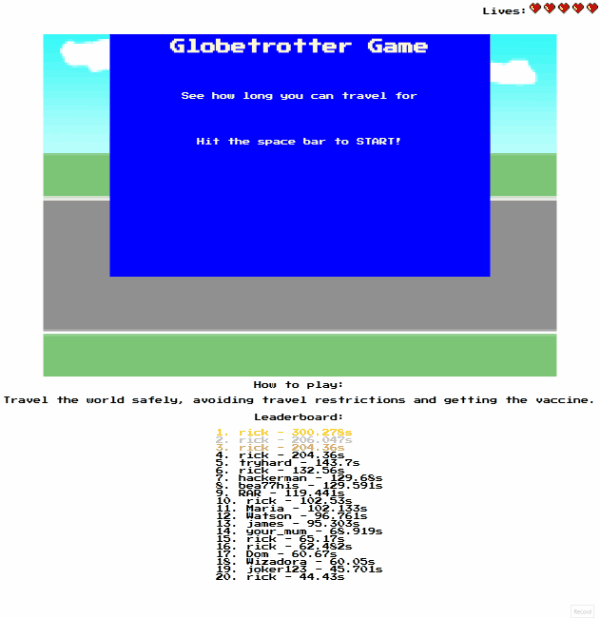 Lives:
Globetrotter Game
See how long you can travel for
Hit the space bar to START!
How to play:
Travel the world safely, avoiding travel restrictions and getting the vaccine.
Leaderboard:
1. rick - 300.278s
2. rick - 206.047s
3. rick - 204.36s
4. rick - 204.36s
5. tryhard - 143.7s
6. rick - 132.56s
7. hackerman - 129.68s
8. bea77his - 129.591s
9. RAR - 119.441s
10. rick - 102.53s
11. Maria - 102.133s
12. Watson - 96.761s
13. james - 95.303s
14. your_mum - 68.919s
15. rick - 65.17s
16. rick - 62.482s
17. Dom - 60.67s
18. Wizadora - 60.05s
19. joker123 - 45.701s
20. rick - 44.43s